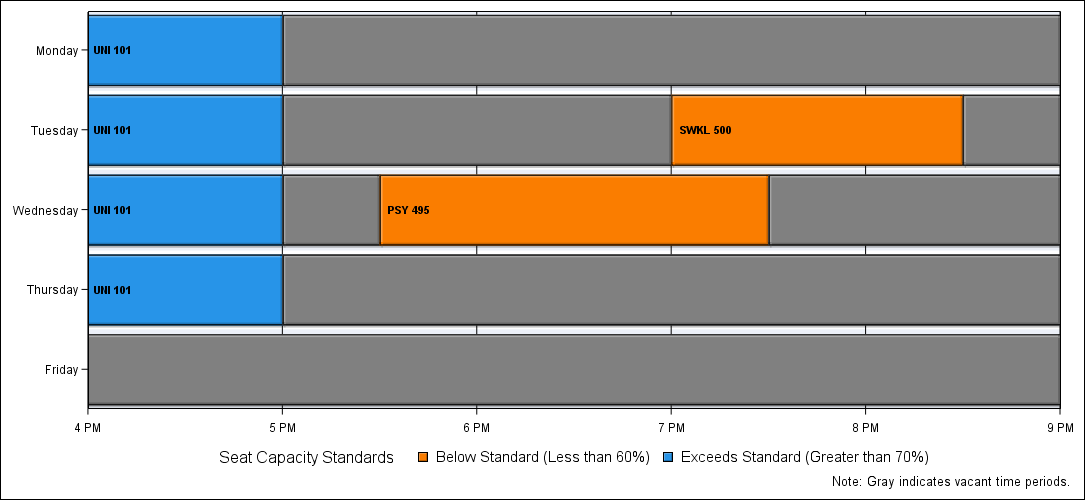 Monday
UNI 101
Tuesday
UNI 101
SWKL 500
Wednesday
UNI 101
PSY 495
Thursday
UNI 101
Friday
4 PM 5 PM 6 PM 7 PM 8 PM 9 PM
Seat Capacity Standards Below Standard (Less than 60%) Exceeds Standard (Greater than 70%)
Note: Gray indicates vacant time periods.